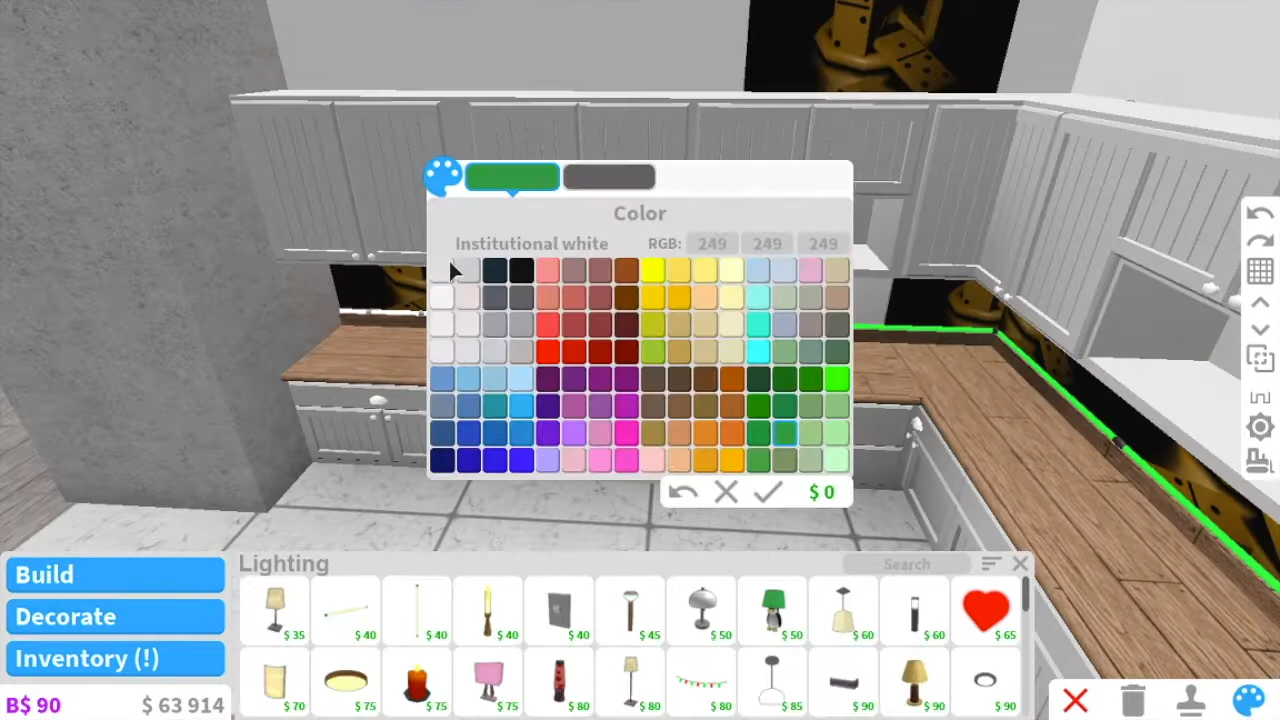 Color
Institutional white RGB: 249 249 249
$ 0
Build
Decorate
Inventory (!)
B$ 90 $ 63 914
Lighting Search
$ 35 $ 40 $ 40 $ 40 $ 40 $ 45 $ 50 $ 50 $ 60 $ 60 $ 65
$ 70 $ 75 $ 75 $ 75 $ 80 $ 80 $ 80 $ 85 $ 90 $ 90 $ 90